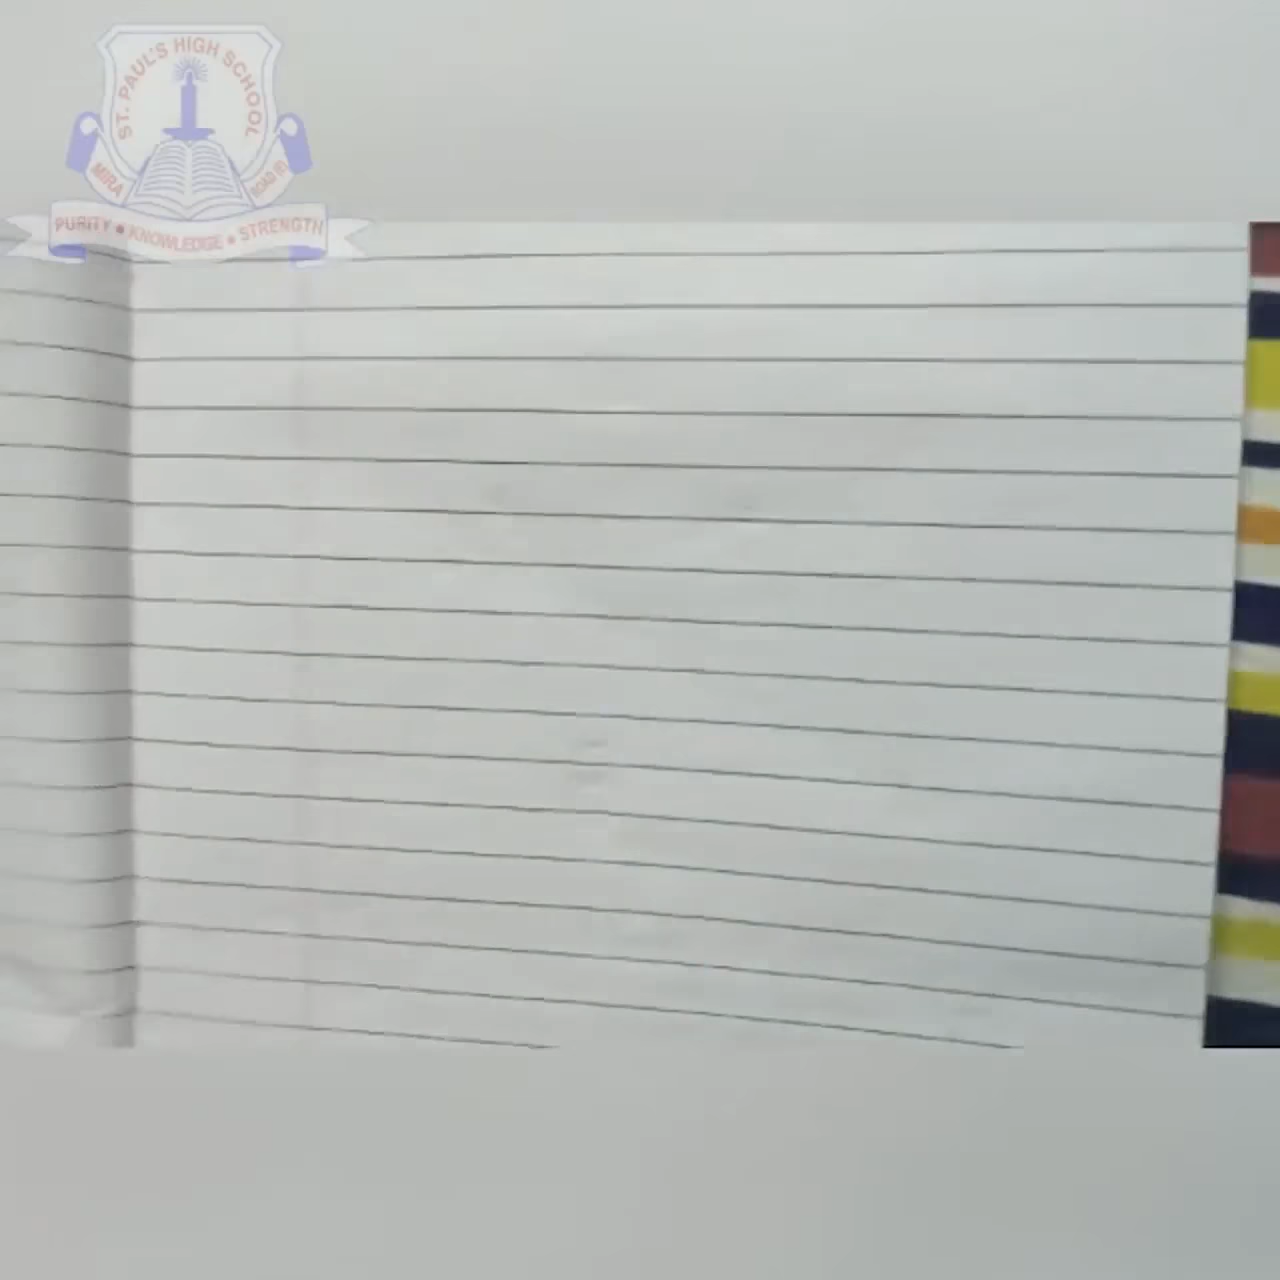 ST. PAUL'S HIGH SCHOOL
MIRA ROAD (E)
PURITY • KNOWLEDGE • STRENGTH